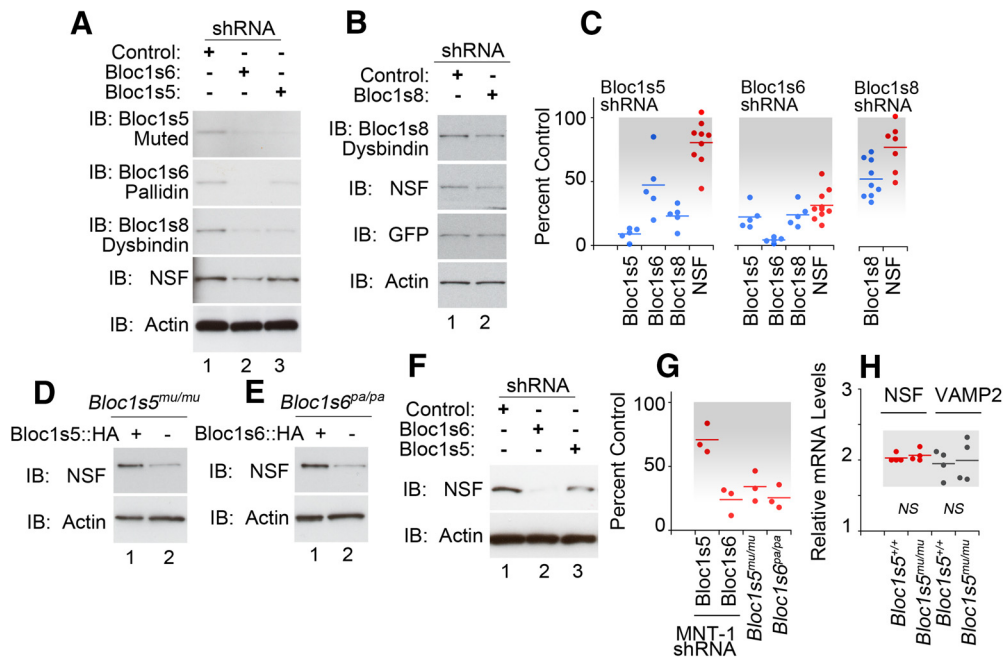 A
shRNA
Control: + - -
Bloc1s6: - + -
Bloc1s5: - - +
IB: Bloc1s5
Muted
IB: Bloc1s6
Pallidin
IB: Bloc1s8
Dysbindin
IB: NSF
IB: Actin
1 2 3
B
shRNA
Control: + -
Bloc1s8: - +
IB: Bloc1s8
Dysbindin
IB: NSF
IB: GFP
IB: Actin
1 2
C
Bloc1s5
shRNA
Bloc1s6
shRNA
Bloc1s8
shRNA
Percent Control
100
50
0
Bloc1s5
Bloc1s6
Bloc1s8
NSF
Bloc1s5
Bloc1s6
Bloc1s8
NSF
Bloc1s8
NSF
D
Bloc1s5mu/mu
Bloc1s5::HA + -
IB: NSF
IB: Actin
1 2
E
Bloc1s6pa/pa
Bloc1s6::HA + -
IB: NSF
IB: Actin
1 2
F
shRNA
Control: + - -
Bloc1s6: - + -
Bloc1s5: - - +
IB: NSF
IB: Actin
1 2 3
G
Percent Control
100
50
0
Bloc1s5
Bloc1s6
Bloc1s5mu/mu
Bloc1s6pa/pa
MNT-1
shRNA
H
Relative mRNA Levels
3
2
1
NSF VAMP2
NS NS
Bloc1s5+/+
Bloc1s5mu/mu
Bloc1s5+/+
Bloc1s5mu/mu